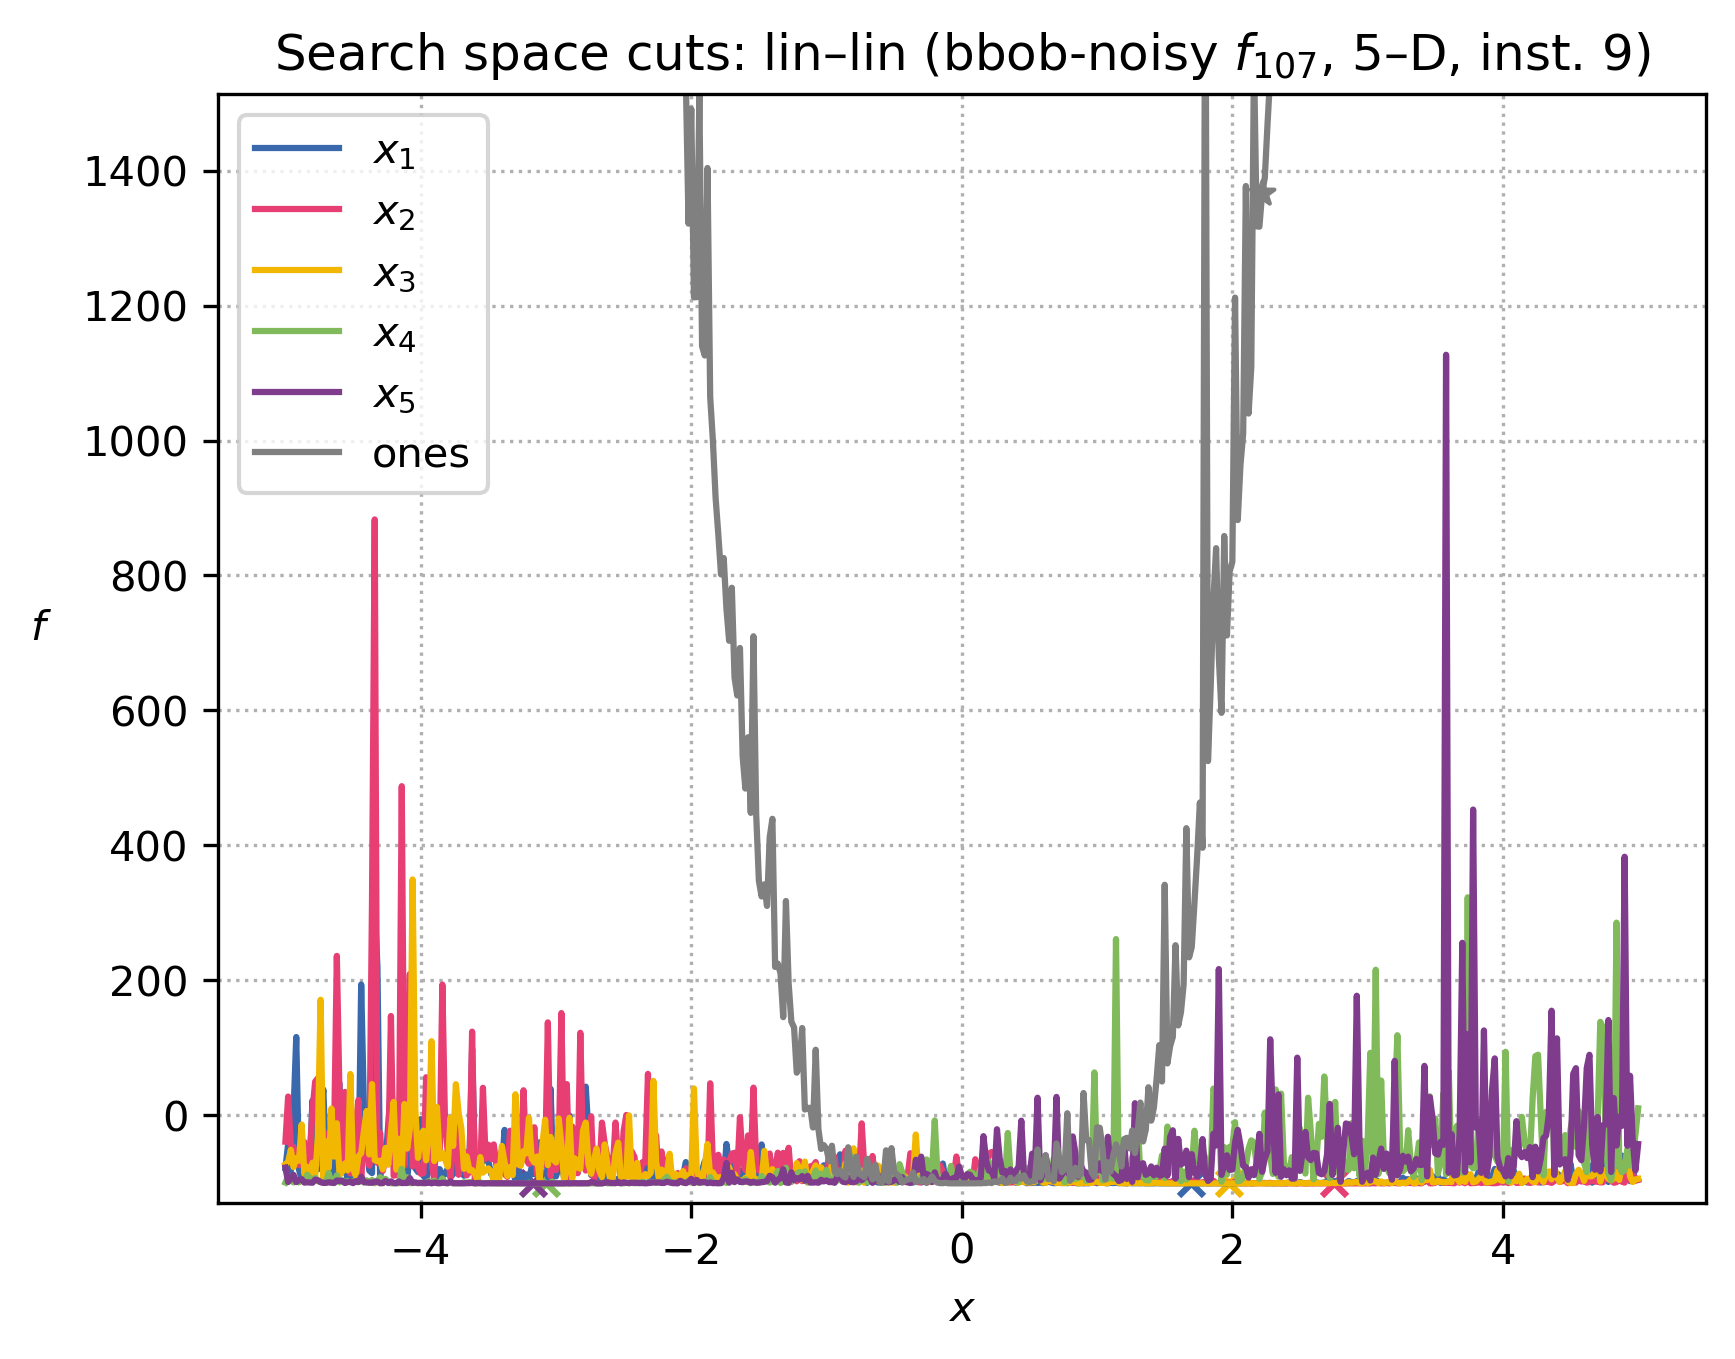 Search space cuts: lin–lin (bbob-noisy f₁₀₇, 5–D, inst. 9)
x₁
x₂
x₃
x₄
x₅
ones
1400
1200
1000
800
600
400
200
0
f
−4 −2 0 2 4
x